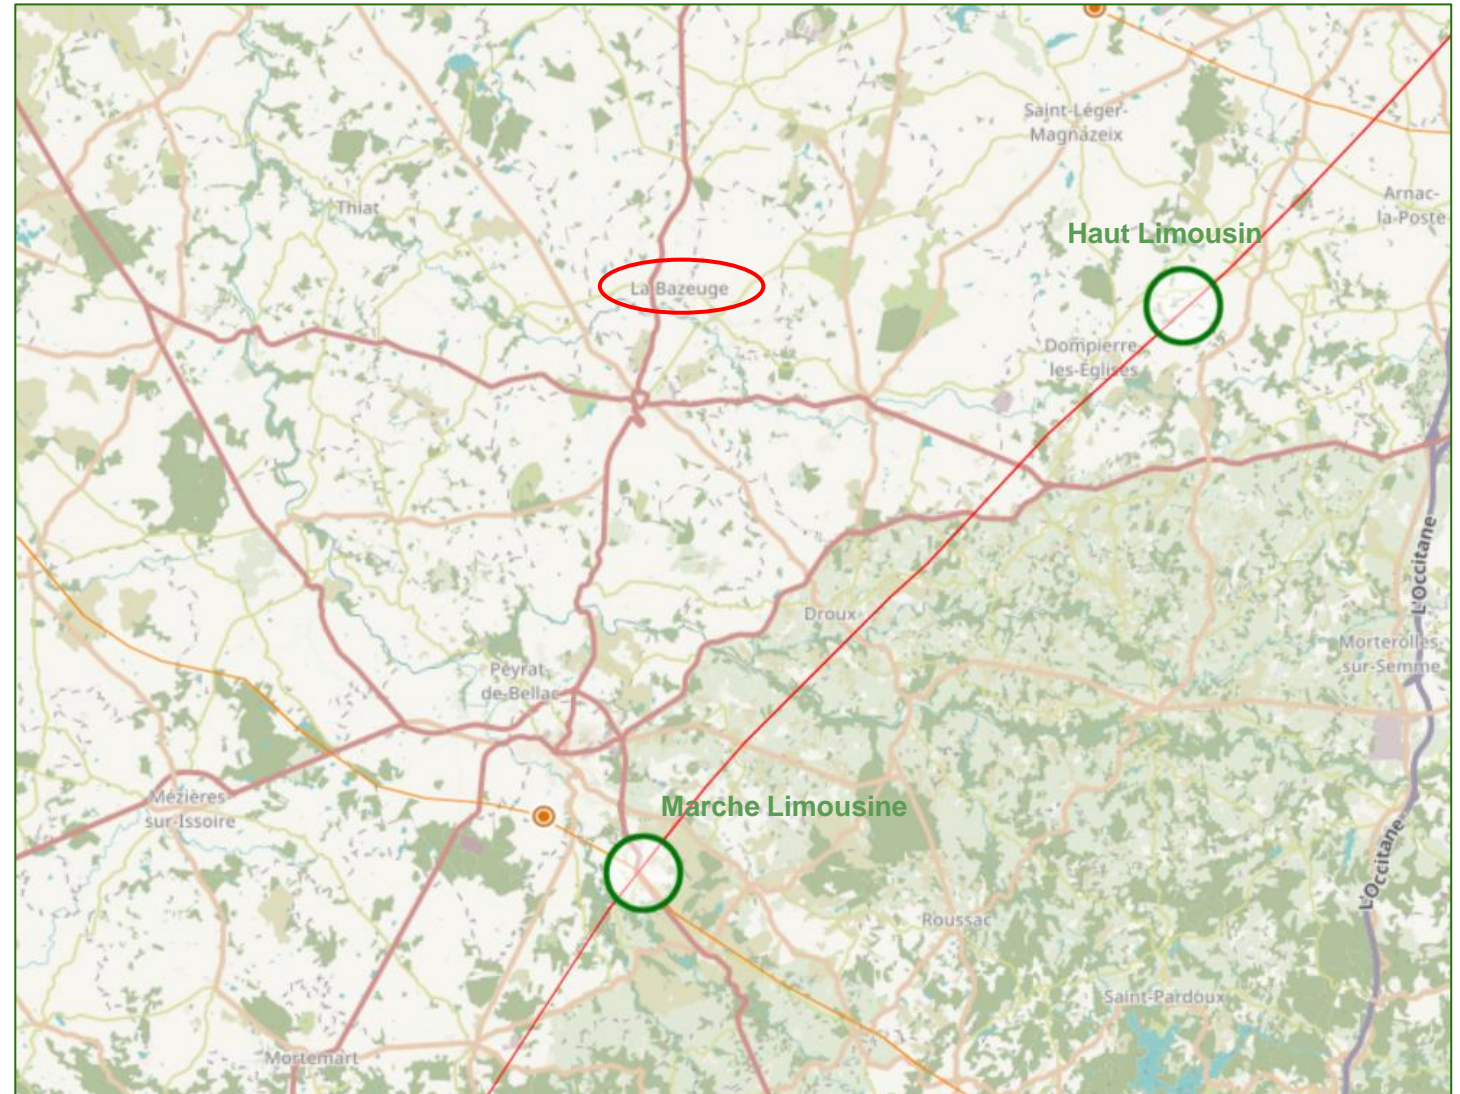 Saint-Léger-
Magnazeix
Arnac-
la-Poste
Thiat
Haut Limousin
La Bazeuge
Dompierre-
les-Églises
L'Occitane
Droux
Morterolles-
sur-Semme
Peyrat-
de-Bellac
Mézières-
sur-Issoire
Marche Limousine
L'Occitane
Roussac
Saint-Pardoux
Mortemart